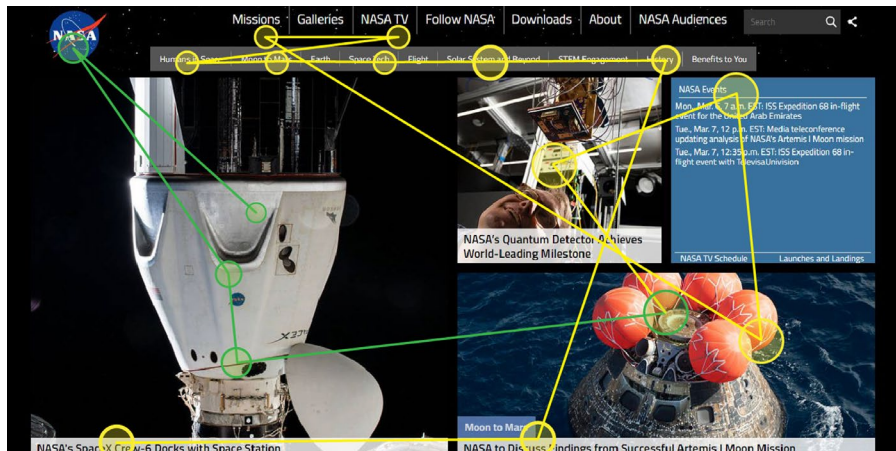 NASA
Missions Galleries NASA TV Follow NASA Downloads About NASA Audiences Search
Humans in Space Moon to Mars Earth Space Tech Flight Solar System and Beyond STEM Engagement History Benefits to You
NASA Events
Mon., Mar. 6, 7 a.m. EST: ISS Expedition 68 in-flight
event for the United Arab Emirates
Tue., Mar. 7, 12 p.m. EST: Media teleconference
updating analysis of NASA's Artemis I Moon mission
Tue., Mar. 7, 12:35 p.m. EST: ISS Expedition 68 in-
flight event with TelevisaUnivision
NASA's Quantum Detector Achieves
World-Leading Milestone
NASA TV Schedule Launches and Landings
SPACEX
Moon to Mars
NASA's SpaceX Crew-6 Docks with Space Station
NASA to Discuss Findings from Successful Artemis I Moon Mission